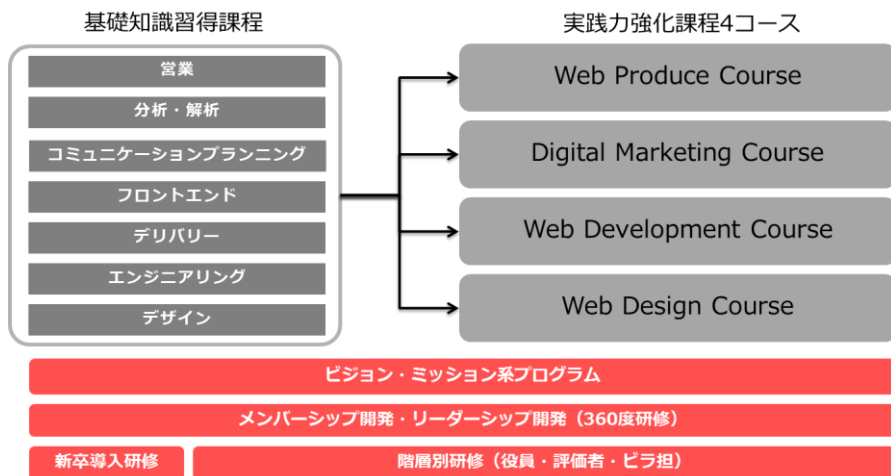 基礎知識習得課程
営業
分析・解析
コミュニケーションプランニング
フロントエンド
デリバリー
エンジニアリング
デザイン
実践力強化課程4コース
Web Produce Course
Digital Marketing Course
Web Development Course
Web Design Course
ビジョン・ミッション系プログラム
メンバーシップ開発・リーダーシップ開発（360度研修）
新卒導入研修
階層別研修（役員・評価者・ビラ担）